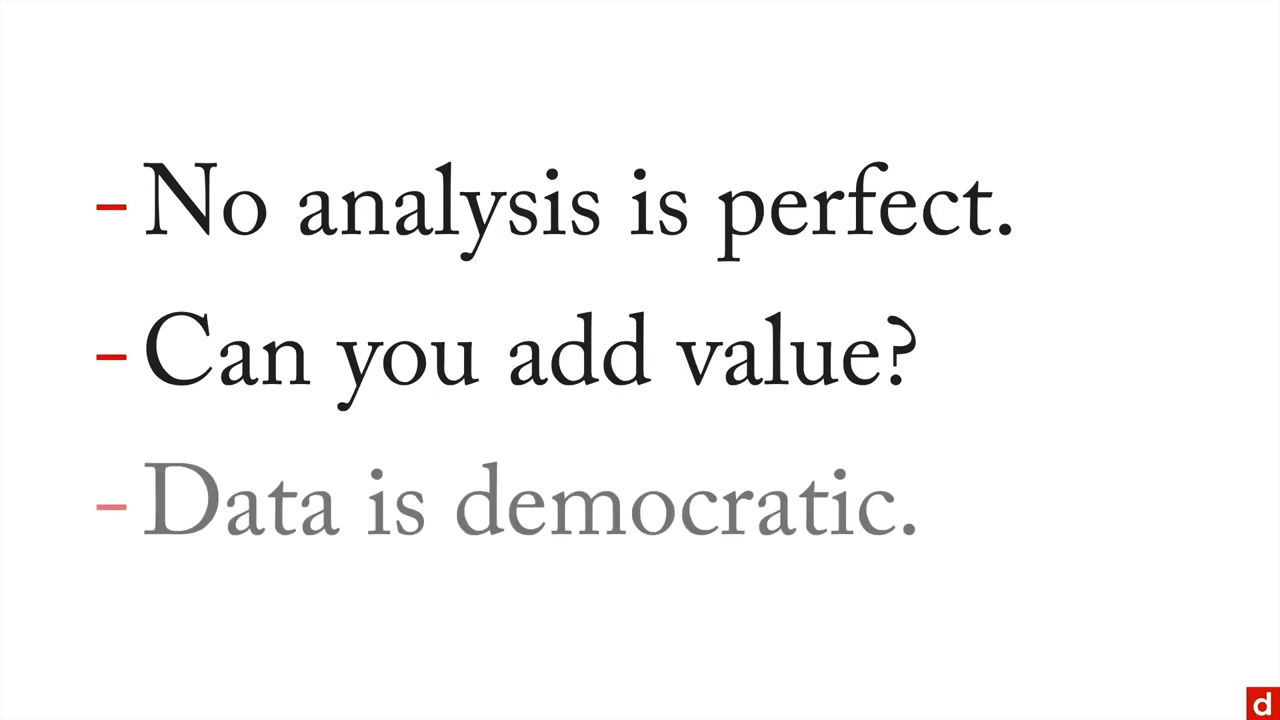 - No analysis is perfect.
- Can you add value?
- Data is democratic.
d